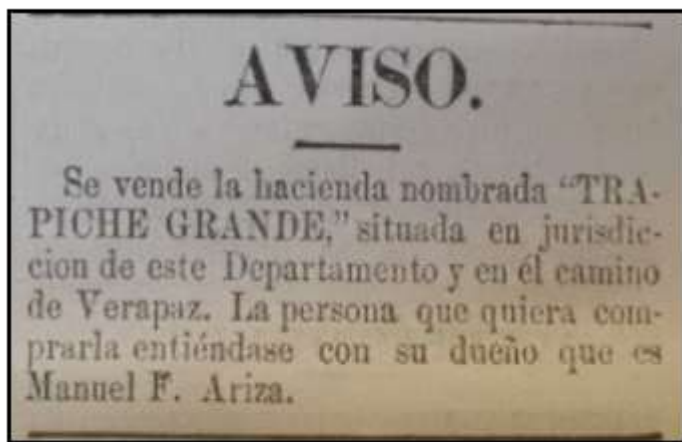 AVISO.
Se vende la hacienda nombrada “TRA-
PICHE GRANDE,” situada en jurisdic-
cion de este Departamento y en él camino
de Verapaz. La persona que quiera com-
prarla entiéndase con su dueño que es
Manuel F. Ariza.